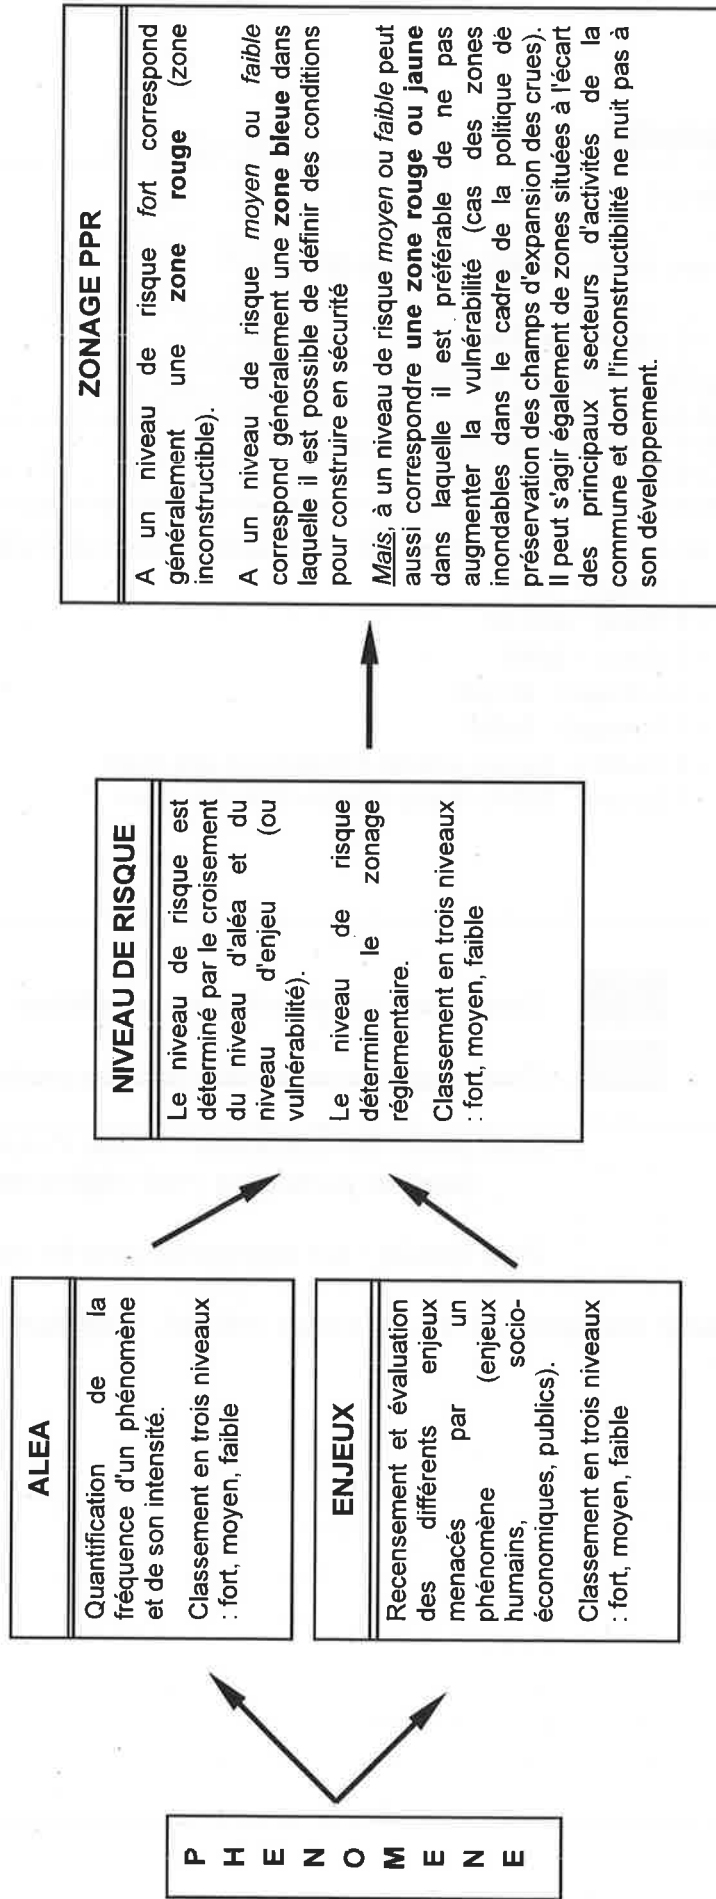 P
H
E
N
O
M
E
N
E
ALEA
Quantification de la
fréquence d'un phénomène
et de son intensité.
Classement en trois niveaux
: fort, moyen, faible
ENJEUX
Recensement et évaluation
des différents enjeux
menacés par un
phénomène (enjeux
humains, socio-
économiques, publics).
Classement en trois niveaux
: fort, moyen, faible
NIVEAU DE RISQUE
Le niveau de risque est
déterminé par le croisement
du niveau d'aléa et du
niveau d'enjeu (ou
vulnérabilité).
Le niveau de risque
détermine le zonage
réglementaire.
Classement en trois niveaux
: fort, moyen, faible
ZONAGE PPR
A un niveau de risque fort correspond
généralement une zone rouge (zone
inconstructible).
A un niveau de risque moyen ou faible
correspond généralement une zone bleue dans
laquelle il est possible de définir des conditions
pour construire en sécurité
Mais, à un niveau de risque moyen ou faible peut
aussi correspondre une zone rouge ou jaune
dans laquelle il est préférable de ne pas
augmenter la vulnérabilité (cas des zones
inondables dans le cadre de la politique de
préservation des champs d'expansion des crues).
Il peut s'agir également de zones situées à l'écart
des principaux secteurs d'activités de la
commune et dont l'inconstructibilité ne nuit pas à
son développement.